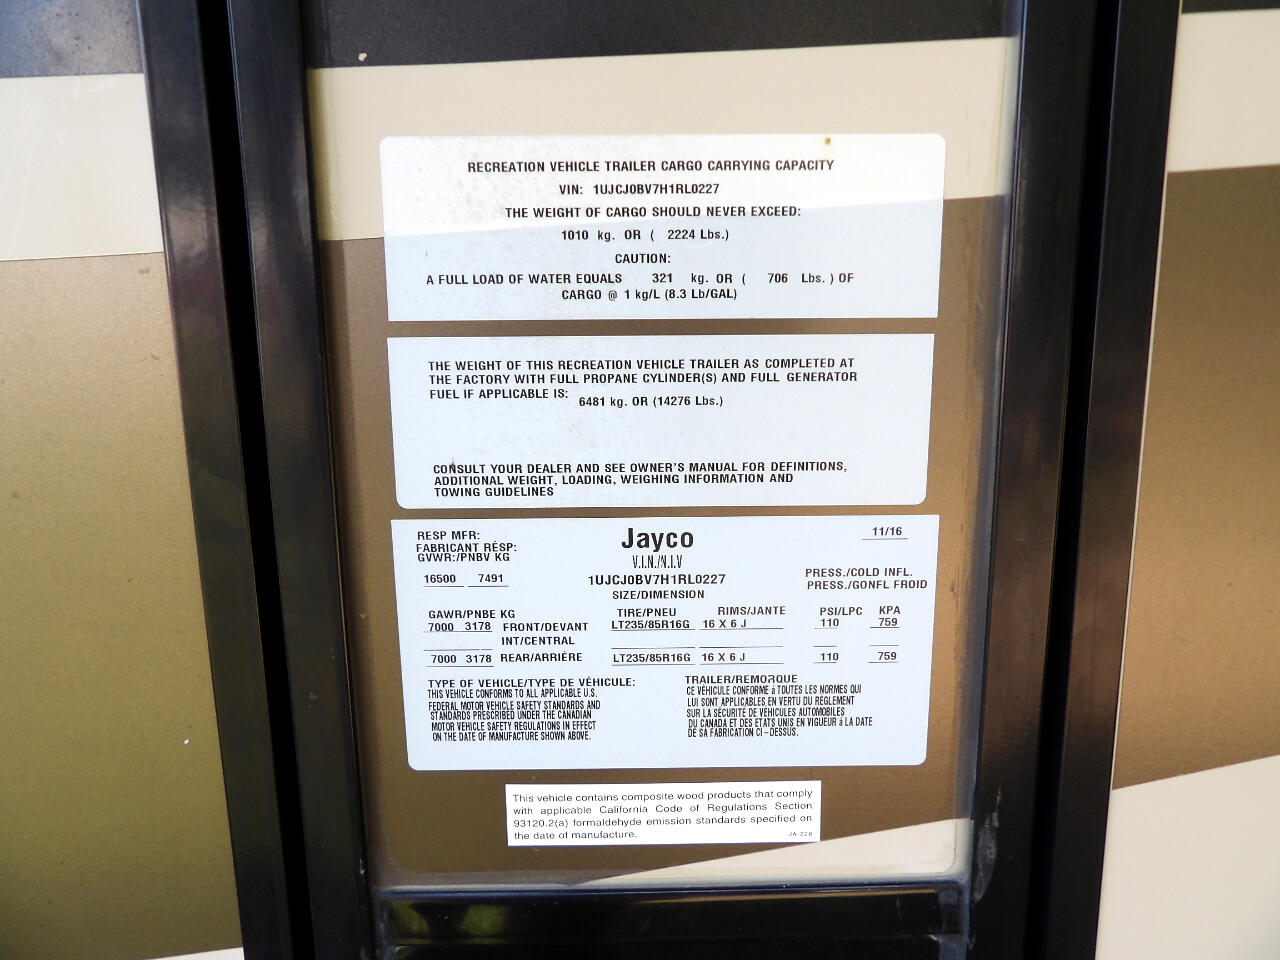 RECREATION VEHICLE TRAILER CARGO CARRYING CAPACITY
VIN: 1UJCJ0BV7H1RL0227
THE WEIGHT OF CARGO SHOULD NEVER EXCEED:
1010 kg. OR ( 2224 Lbs.)
CAUTION:
A FULL LOAD OF WATER EQUALS 321 kg. OR ( 706 Lbs. ) OF
CARGO @ 1 kg/L (8.3 Lb/GAL)
THE WEIGHT OF THIS RECREATION VEHICLE TRAILER AS COMPLETED AT
THE FACTORY WITH FULL PROPANE CYLINDER(S) AND FULL GENERATOR
FUEL IF APPLICABLE IS: 6481 kg. OR (14276 Lbs.)
CONSULT YOUR DEALER AND SEE OWNER'S MANUAL FOR DEFINITIONS,
ADDITIONAL WEIGHT, LOADING, WEIGHING INFORMATION AND
TOWING GUIDELINES
RESP MFR: Jayco 11/16
FABRICANT RÉSP:
GVWR:/PNBV KG V.I.N./N.I.V
16500 7491 1UJCJ0BV7H1RL0227 PRESS./COLD INFL.
SIZE/DIMENSION PRESS./GONFL FROID
GAWR/PNBE KG TIRE/PNEU RIMS/JANTE PSI/LPC KPA
7000 3178 FRONT/DEVANT LT235/85R16G 16 X 6 J 110 759
INT/CENTRAL
7000 3178 REAR/ARRIÉRE LT235/85R16G 16 X 6 J 110 759
TYPE OF VEHICLE/TYPE DE VÉHICULE: TRAILER/REMORQUE
THIS VEHICLE CONFORMS TO ALL APPLICABLE U.S.
FEDERAL MOTOR VEHICLE SAFETY STANDARDS AND
STANDARDS PRESCRIBED UNDER THE CANADIAN
MOTOR VEHICLE SAFETY REGULATIONS IN EFFECT
ON THE DATE OF MANUFACTURE SHOWN ABOVE.
CE VÉHICULE CONFORME á TOUTES LES NORMES QUI
LUI SONT APPLICABLES EN VERTU DU RÉGLEMENT
SUR LA SÉCURITÉ DE VEHICULES AUTOMOBILES
DU CANADA ET DES ETATS UNIS EN VIGUEUR á LA DATE
DE SA FABRICATION CI-DESSUS.
This vehicle contains composite wood products that comply
with applicable California Code of Regulations Section
93120.2(a) formaldehyde emission standards specified on
the date of manufacture. JA-228